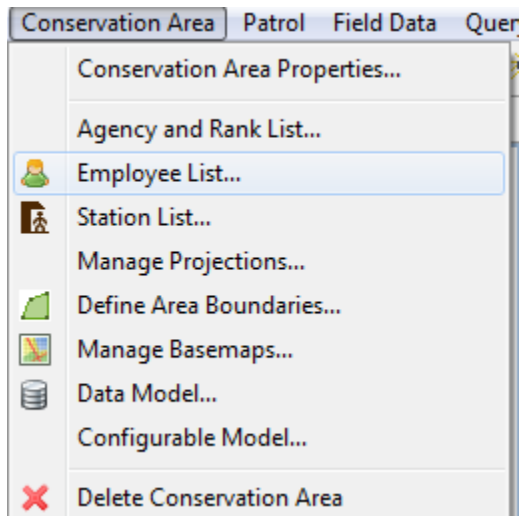 Conservation Area Patrol Field Data Query
Conservation Area Properties...
Agency and Rank List...
Employee List...
Station List...
Manage Projections...
Define Area Boundaries...
Manage Basemaps...
Data Model...
Configurable Model...
Delete Conservation Area